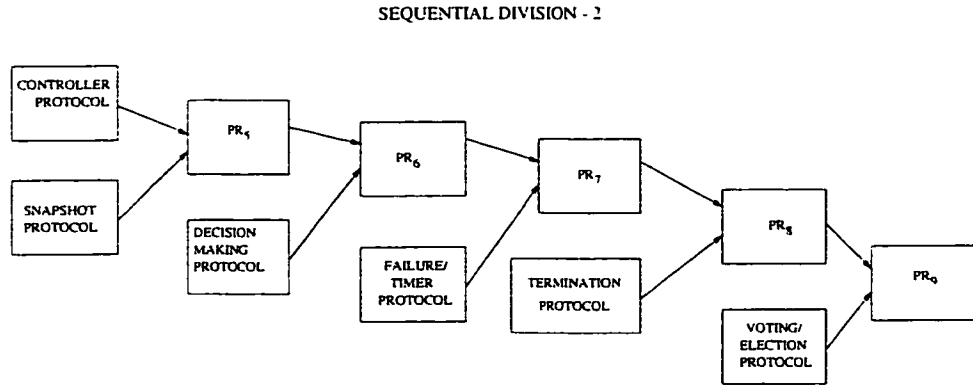 SEQUENTIAL DIVISION - 2
CONTROLLER
PROTOCOL
PR5
PR6
PR7
SNAPSHOT
PROTOCOL
DECISION
MAKING
PROTOCOL
PR8
FAILURE/
TIMER
PROTOCOL
TERMINATION
PROTOCOL
PR9
VOTING/
ELECTION
PROTOCOL